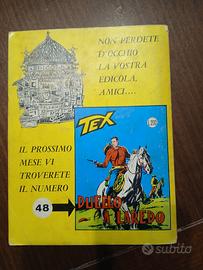 NON PERDETE
D'OCCHIO
LA VOSTRA
EDICOLA,
AMICI....
IL PROSSIMO
MESE VI
TROVERETE
IL NUMERO
48
TEX
DUELLO
A LAREDO
subito